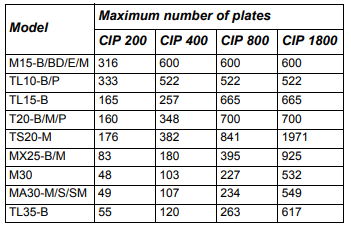 Model Maximum number of plates
CIP 200 CIP 400 CIP 800 CIP 1800
M15-B/BD/E/M 316 600 600 600
TL10-B/P 333 522 522 522
TL15-B 165 257 665 665
T20-B/M/P 160 348 700 700
TS20-M 176 382 841 1971
MX25-B/M 83 180 395 925
M30 48 103 227 532
MA30-M/S/SM 49 107 234 549
TL35-B 55 120 263 617